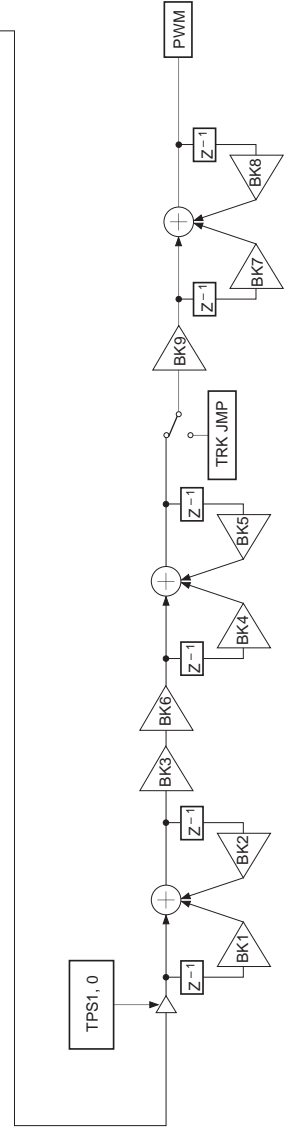 TPS1, 0
Z⁻¹
BK1
Z⁻¹
BK2
BK3
BK6
Z⁻¹
BK4
Z⁻¹
BK5
TRK JMP
BK9
Z⁻¹
BK7
Z⁻¹
BK8
PWM